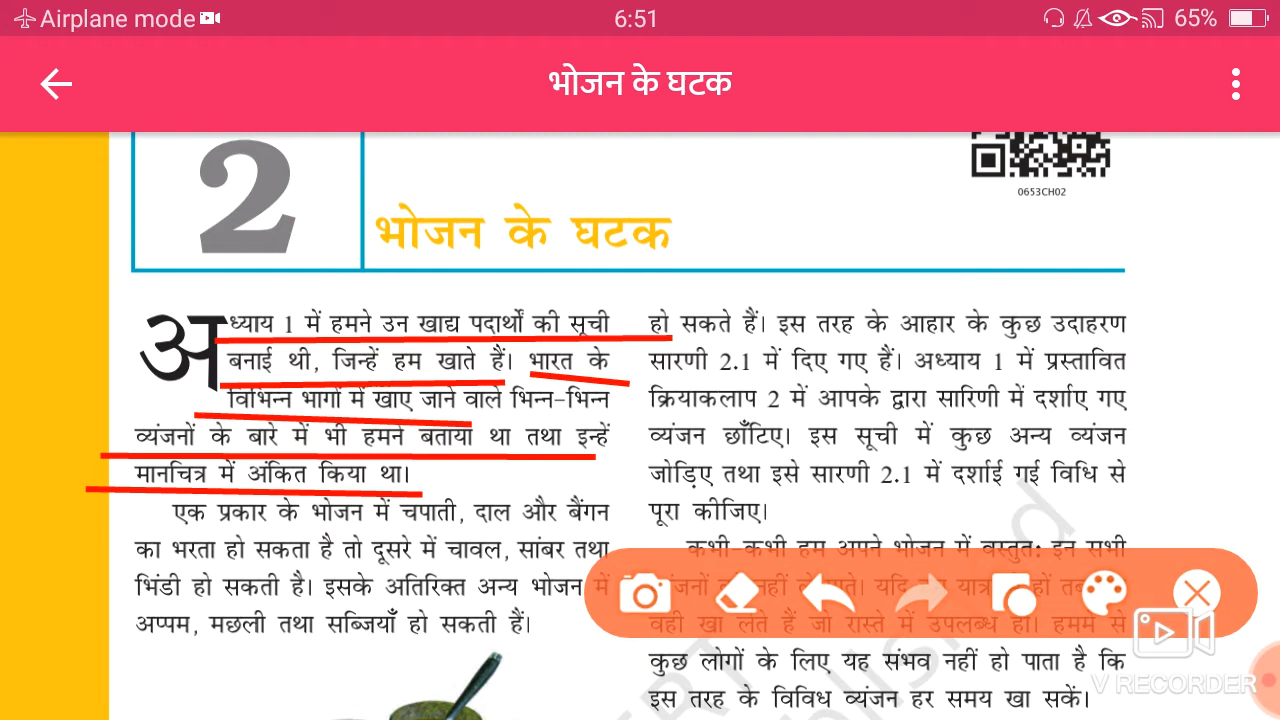 Airplane mode 6:51 65%
भोजन के घटक
2
0653CH02
भोजन के घटक
अध्याय 1 में हमने उन खाद्य पदार्थों की सूची
बनाई थी, जिन्हें हम खाते हैं। भारत के
विभिन्न भागों में खाए जाने वाले भिन्न-भिन्न
व्यंजनों के बारे में भी हमने बताया था तथा इन्हें
मानचित्र में अंकित किया था।
एक प्रकार के भोजन में चपाती, दाल और बैंगन
का भरता हो सकता है तो दूसरे में चावल, सांबर तथा
भिंडी हो सकती है। इसके अतिरिक्त अन्य भोजन में
अप्पम, मछली तथा सब्जियाँ हो सकती हैं।
हो सकते हैं। इस तरह के आहार के कुछ उदाहरण
सारणी 2.1 में दिए गए हैं। अध्याय 1 में प्रस्तावित
क्रियाकलाप 2 में आपके द्वारा सारिणी में दर्शाए गए
व्यंजन छाँटिए। इस सूची में कुछ अन्य व्यंजन
जोड़िए तथा इसे सारणी 2.1 में दर्शाई गई विधि से
पूरा कीजिए।
कभी-कभी हम अपने भोजन में वस्तुतः इन सभी
नहीं यदि
वही खा लेते हैं जो रास्ते में उपलब्ध हो। हममें से
कुछ लोगों के लिए यह संभव नहीं हो पाता है कि
इस तरह के विविध व्यंजन हर समय खा सकें।
V RECORDER